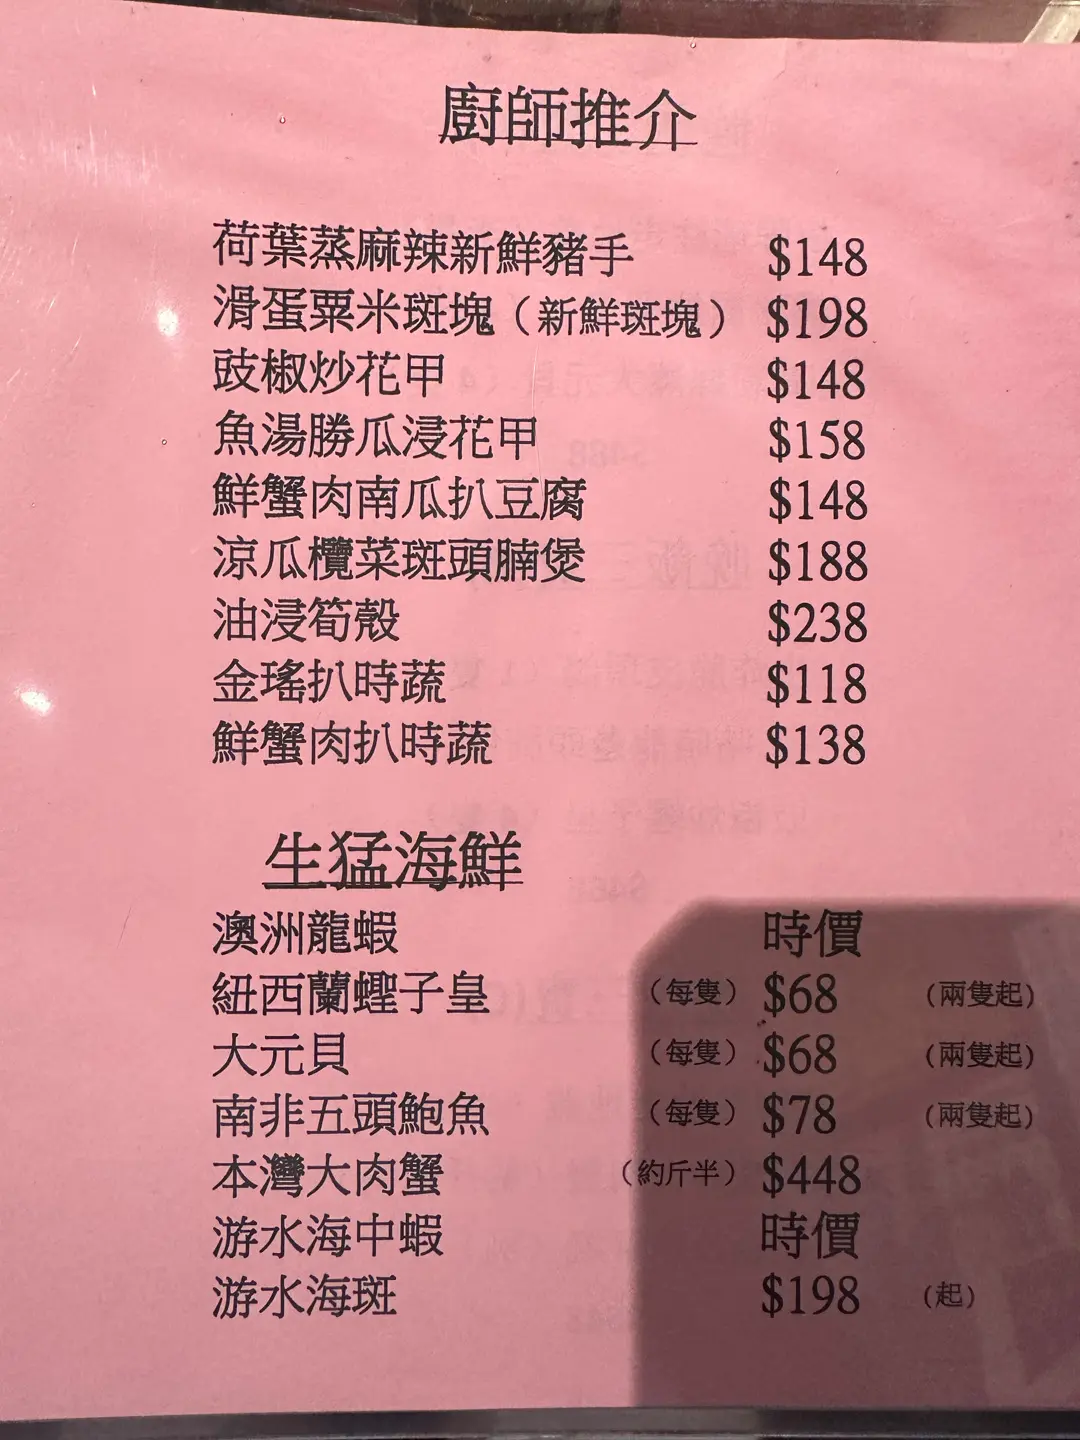 廚師推介
荷葉蒸麻辣新鮮豬手 $148
滑蛋粟米斑塊（新鮮斑塊） $198
豉椒炒花甲 $148
魚湯勝瓜浸花甲 $158
鮮蟹肉南瓜扒豆腐 $148
涼瓜欖菜斑頭腩煲 $188
油浸筍殼 $238
金瑤扒時蔬 $118
鮮蟹肉扒時蔬 $138
生猛海鮮
澳洲龍蝦 時價
紐西蘭蟶子皇 （每隻） $68 （兩隻起）
大元貝 （每隻） $68 （兩隻起）
南非五頭鮑魚 （每隻） $78 （兩隻起）
本灣大肉蟹 （約斤半） $448
游水海中蝦 時價
游水海斑 $198 （起）